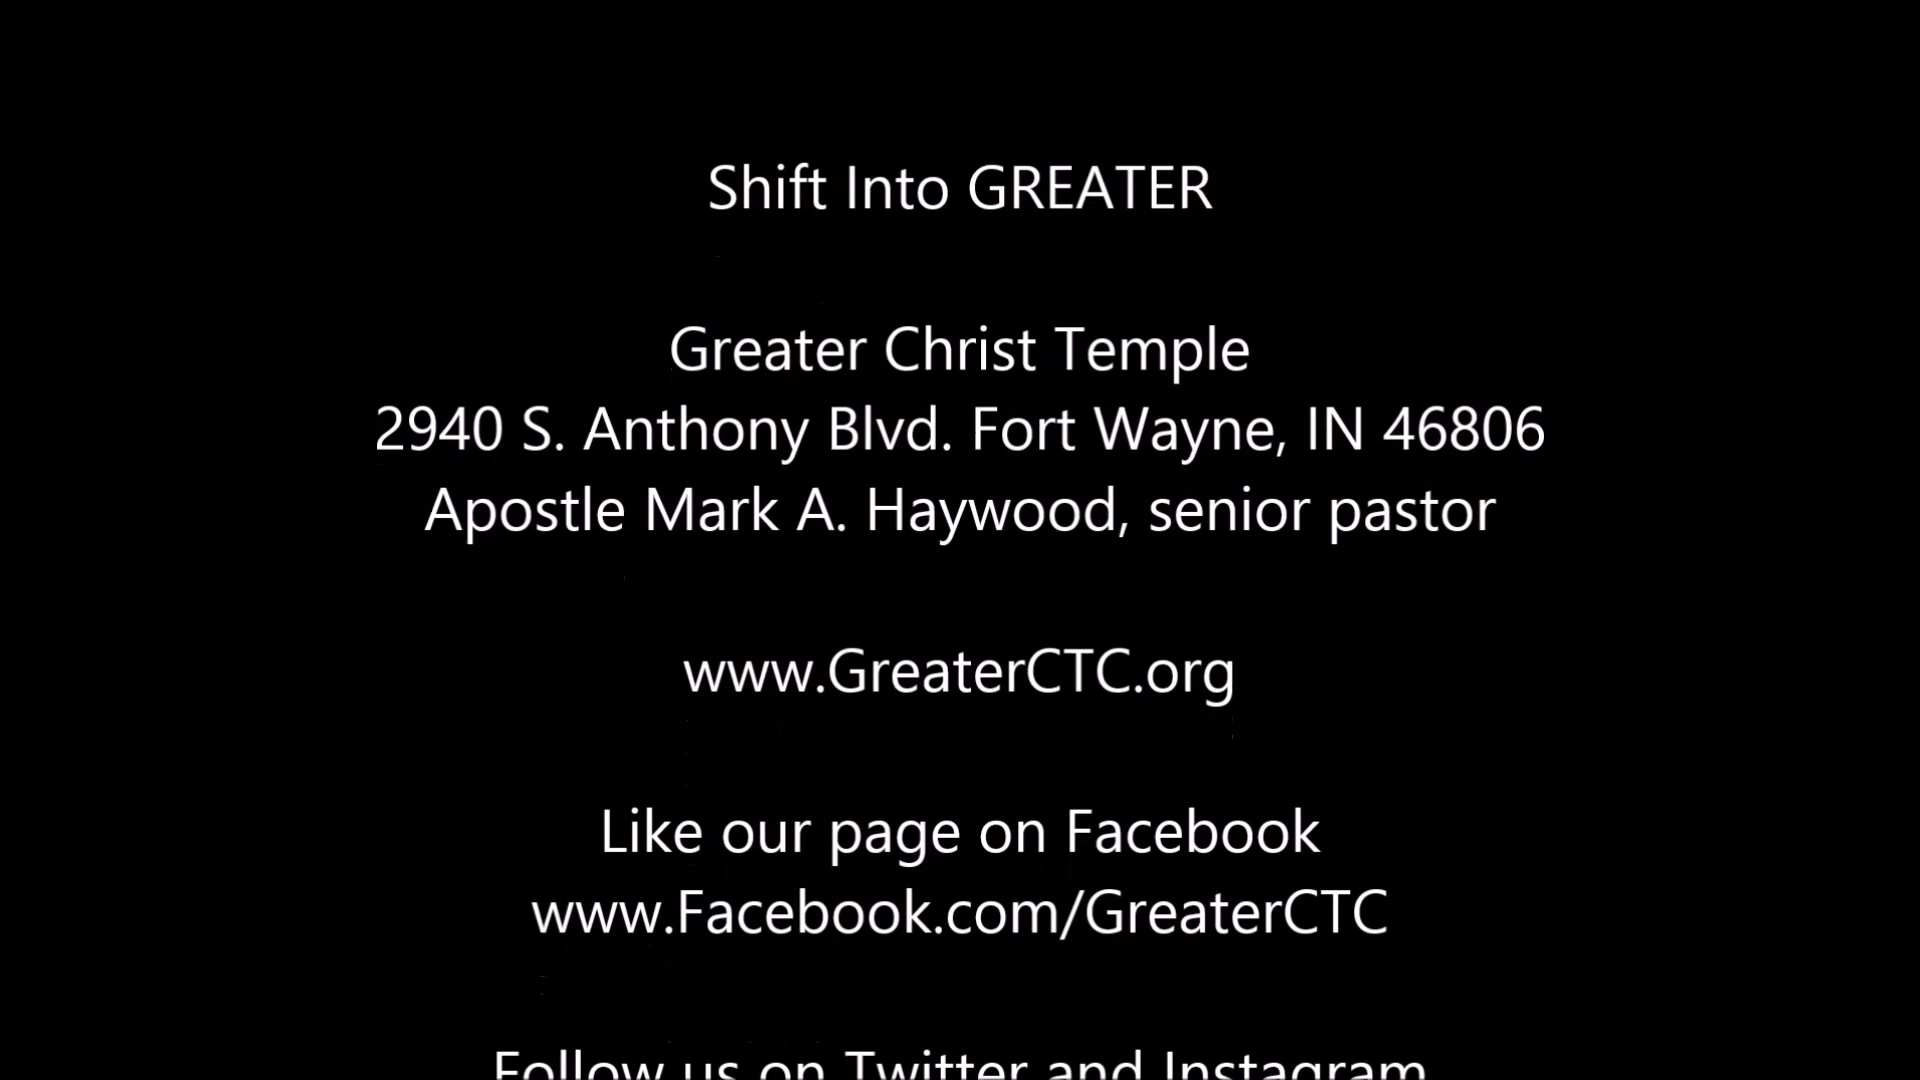 Shift Into GREATER
Greater Christ Temple
2940 S. Anthony Blvd. Fort Wayne, IN 46806
Apostle Mark A. Haywood, senior pastor
www.GreaterCTC.org
Like our page on Facebook
www.Facebook.com/GreaterCTC
Follow us on Twitter and Instagram